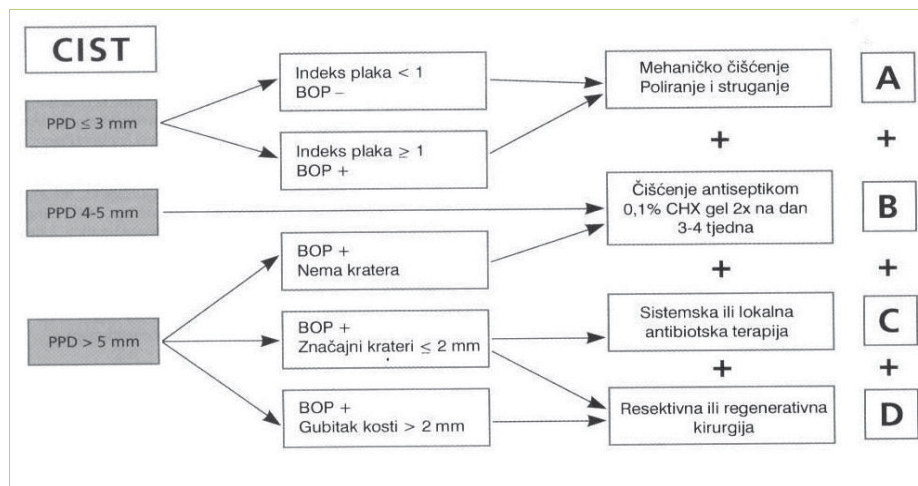 CIST
PPD ≤ 3 mm
PPD 4-5 mm
PPD > 5 mm
Indeks plaka < 1
BOP –
Indeks plaka ≥ 1
BOP +
BOP +
Nema kratera
BOP +
Značajni krateri ≤ 2 mm
BOP +
Gubitak kosti > 2 mm
Mehaničko čišćenje
Poliranje i struganje
+
Čišćenje antiseptikom
0,1% CHX gel 2x na dan
3-4 tjedna
+
Sistemska ili lokalna
antibiotska terapija
+
Resektivna ili regenerativna
kirurgija
A
+
B
+
C
+
D